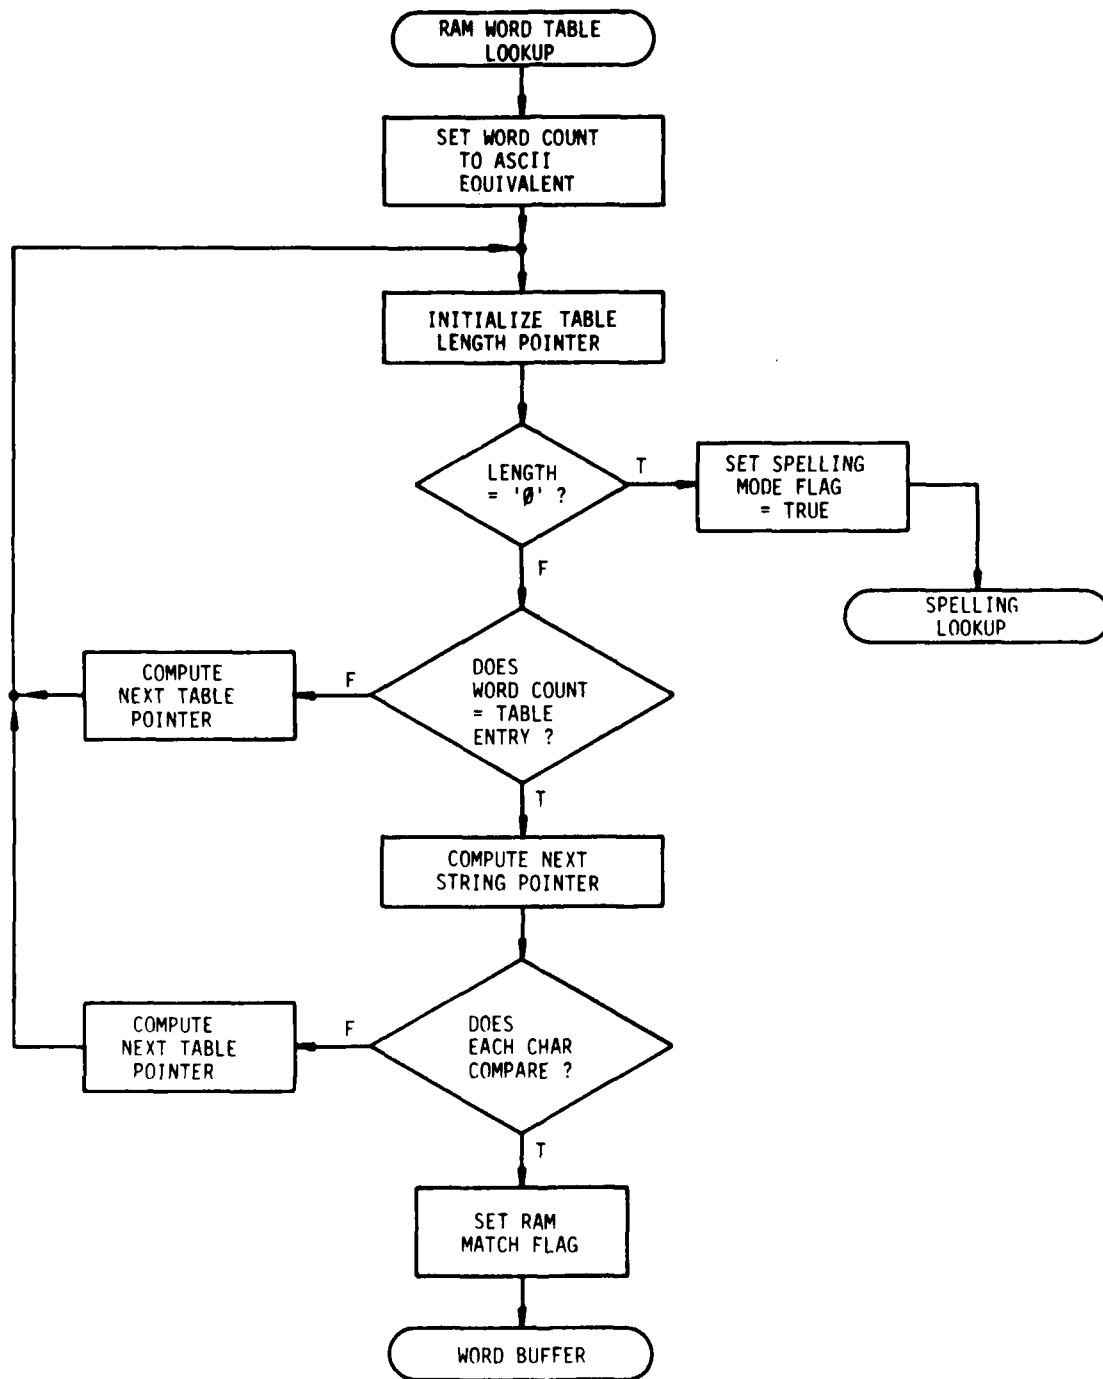 RAM WORD TABLE
LOOKUP
SET WORD COUNT
TO ASCII
EQUIVALENT
INITIALIZE TABLE
LENGTH POINTER
LENGTH
= '0' ?
T
SET SPELLING
MODE FLAG
= TRUE
F
SPELLING
LOOKUP
DOES
WORD COUNT
= TABLE
ENTRY ?
F
COMPUTE
NEXT TABLE
POINTER
T
COMPUTE NEXT
STRING POINTER
DOES
EACH CHAR
COMPARE ?
F
COMPUTE
NEXT TABLE
POINTER
T
SET RAM
MATCH FLAG
WORD BUFFER